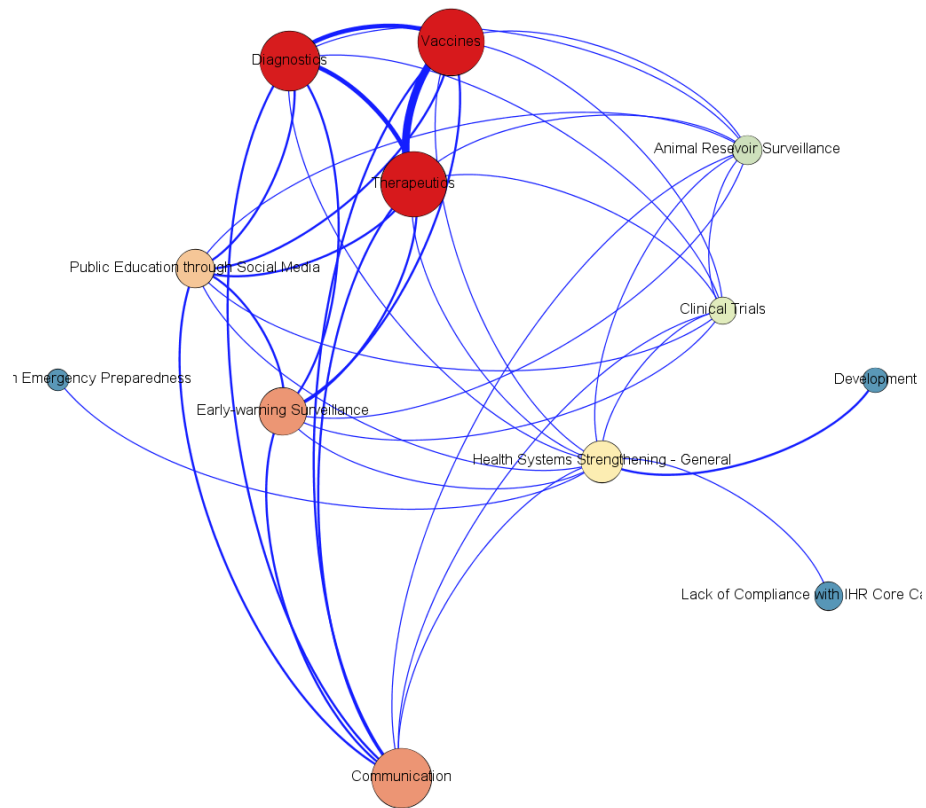 Vaccines
Diagnostics
Animal Resevoir Surveillance
Therapeutics
Public Education through Social Media
Clinical Trials
Emergency Preparedness
Development
Early-warning Surveillance
Health Systems Strengthening - General
Lack of Compliance with IHR Core
Communication